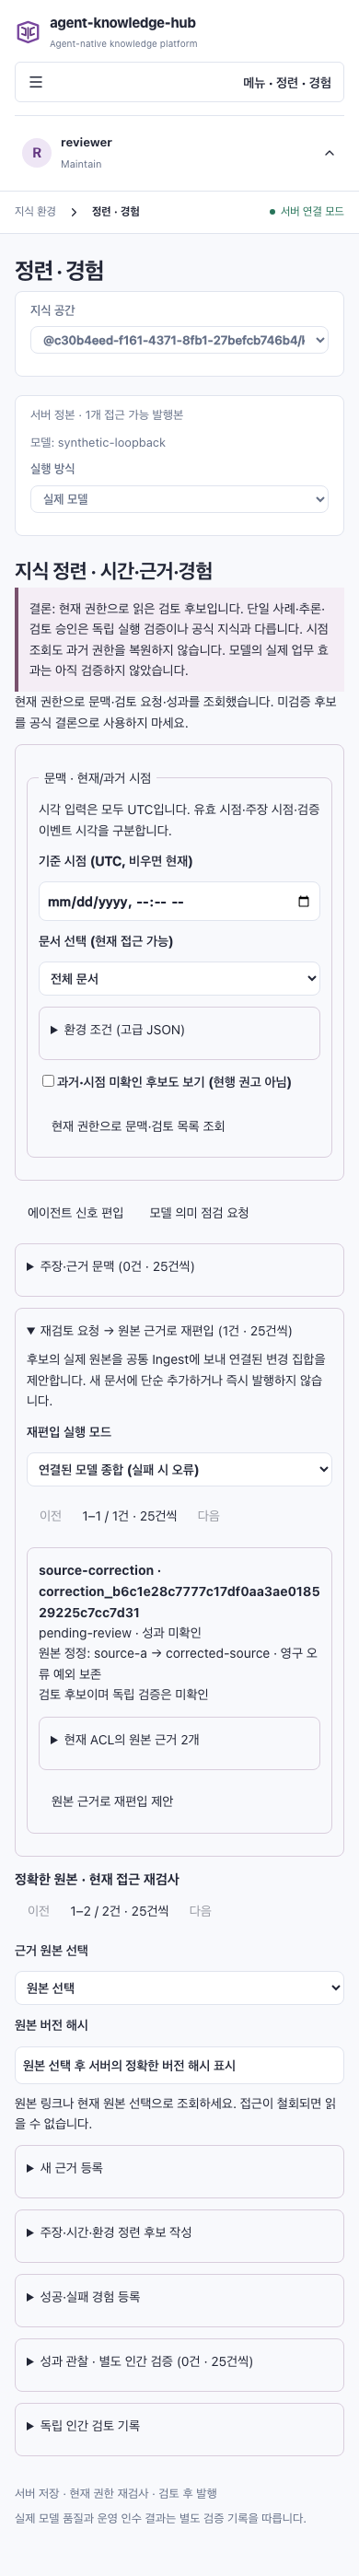 agent-knowledge-hub
Agent-native knowledge platform
메뉴 · 정련 · 경험
R
reviewer
Maintain
지식 환경 > 정련 · 경험
서버 연결 모드
정련 · 경험
지식 공간
@c30b4eed-f161-4371-8fb1-27befcb746b4/
서버 정본 · 1개 접근 가능 발행본
모델: synthetic-loopback
실행 방식
실제 모델
지식 정련 · 시간·근거·경험
결론: 현재 권한으로 읽은 검토 후보입니다. 단일 사례·추론·
검토 승인은 독립 실행 검증이나 공식 지식과 다릅니다. 시점
조회도 과거 권한을 복원하지 않습니다. 모델의 실제 업무 효
과는 아직 검증하지 않았습니다.
현재 권한으로 문맥·검토 요청·성과를 조회했습니다. 미검증 후보
를 공식 결론으로 사용하지 마세요.
문맥 · 현재/과거 시점
시각 입력은 모두 UTC입니다. 유효 시점·주장 시점·검증
이벤트 시각을 구분합니다.
기준 시점 (UTC, 비우면 현재)
mm/dd/yyyy, --:-- --
문서 선택 (현재 접근 가능)
전체 문서
▶ 환경 조건 (고급 JSON)
과거·시점 미확인 후보도 보기 (현행 권고 아님)
현재 권한으로 문맥·검토 목록 조회
에이전트 신호 편입
모델 의미 점검 요청
▶ 주장·근거 문맥 (0건 · 25건씩)
▼ 재검토 요청 → 원본 근거로 재편입 (1건 · 25건씩)
후보의 실제 원본을 공통 Ingest에 보내 연결된 변경 집합을
제안합니다. 새 문서에 단순 추가하거나 즉시 발행하지 않습
니다.
재편입 실행 모드
연결된 모델 종합 (실패 시 오류)
이전 1–1 / 1건 · 25건씩 다음
source-correction ·
correction_b6c1e28c7777c17df0aa3ae0185
29225c7cc7d31
pending-review · 성과 미확인
원본 정정: source-a → corrected-source · 영구 오
류 예외 보존
검토 후보이며 독립 검증은 미확인
▶ 현재 ACL의 원본 근거 2개
원본 근거로 재편입 제안
정확한 원본 · 현재 접근 재검사
이전 1–2 / 2건 · 25건씩 다음
근거 원본 선택
원본 선택
원본 버전 해시
원본 선택 후 서버의 정확한 버전 해시 표시
원본 링크나 현재 원본 선택으로 조회하세요. 접근이 철회되면 읽
을 수 없습니다.
▶ 새 근거 등록
▶ 주장·시간·환경 정련 후보 작성
▶ 성공·실패 경험 등록
▶ 성과 관찰 · 별도 인간 검증 (0건 · 25건씩)
▶ 독립 인간 검토 기록
서버 저장 · 현재 권한 재검사 · 검토 후 발행
실제 모델 품질과 운영 인수 결과는 별도 검증 기록을 따릅니다.